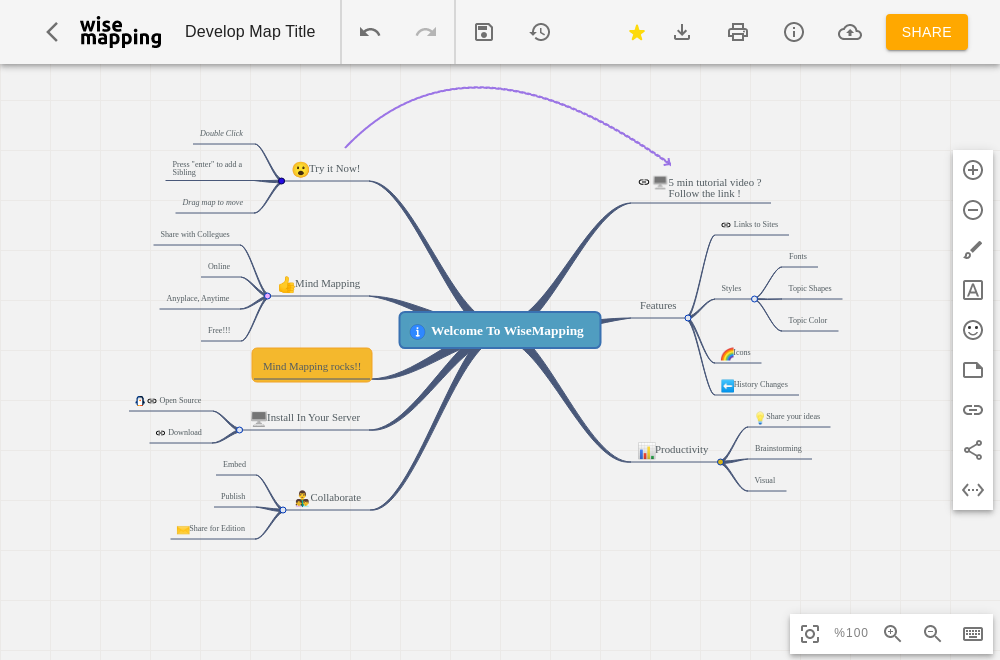 wise
mapping
Develop Map Title
SHARE
Double Click
Press "enter" to add a
Sibling
Drag map to move
Try it Now!
Share with Collegues
Online
Anyplace, Anytime
Free!!!
Mind Mapping
Mind Mapping rocks!!
Open Source
Download
Install In Your Server
Embed
Publish
Share for Edition
Collaborate
Welcome To WiseMapping
5 min tutorial video ?
Follow the link !
Links to Sites
Fonts
Styles
Topic Shapes
Topic Color
Features
Icons
History Changes
Share your ideas
Productivity
Brainstorming
Visual
%100